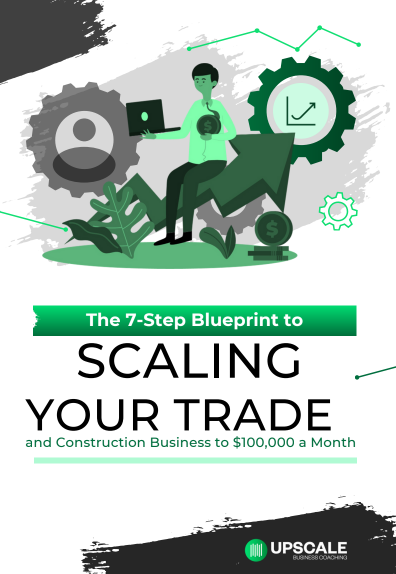 The 7-Step Blueprint to
SCALING
YOUR TRADE
and Construction Business to $100,000 a Month
UPSCALE
BUSINESS COACHING